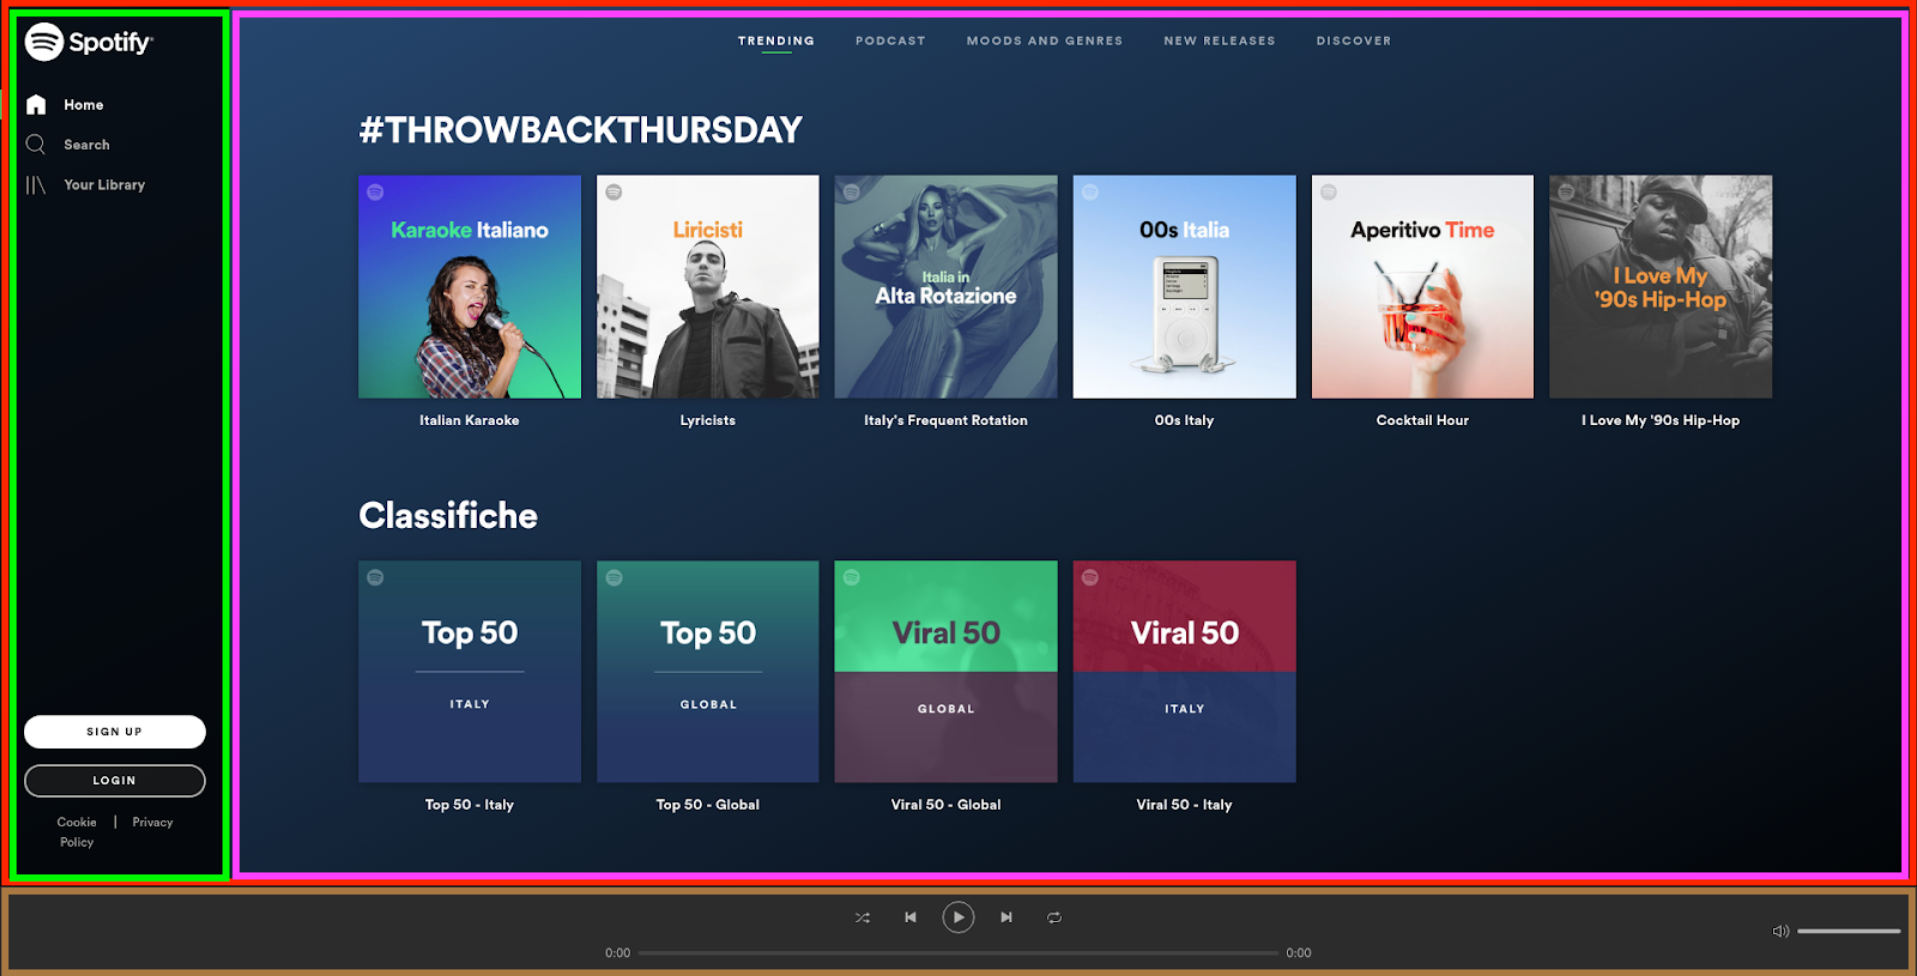 Spotify
Home
Search
Your Library
SIGN UP
LOGIN
Cookie | Privacy
Policy
TRENDING PODCAST MOODS AND GENRES NEW RELEASES DISCOVER
#THROWBACKTHURSDAY
Karaoke Italiano
Liricisti
Italia in
Alta Rotazione
00s Italia
Aperitivo Time
I Love My
'90s Hip-Hop
Italian Karaoke
Lyricists
Italy's Frequent Rotation
00s Italy
Cocktail Hour
I Love My '90s Hip-Hop
Classifiche
Top 50
ITALY
Top 50
GLOBAL
Viral 50
GLOBAL
Viral 50
ITALY
Top 50 - Italy
Top 50 - Global
Viral 50 - Global
Viral 50 - Italy
0:00
0:00